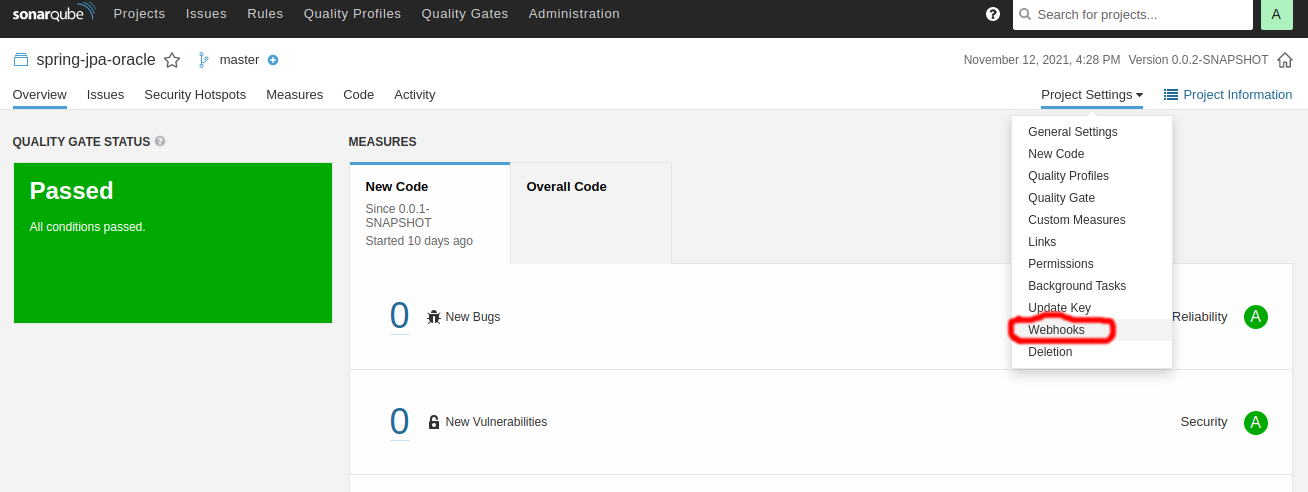 sonarqube Projects Issues Rules Quality Profiles Quality Gates Administration ? Search for projects... A
spring-jpa-oracle master November 12, 2021, 4:28 PM Version 0.0.2-SNAPSHOT
Overview Issues Security Hotspots Measures Code Activity Project Settings Project Information
General Settings
New Code
Quality Profiles
Quality Gate
Custom Measures
Links
Permissions
Background Tasks
Update Key
Webhooks
Deletion
QUALITY GATE STATUS ?
Passed
All conditions passed.
MEASURES
New Code
Since 0.0.1-
SNAPSHOT
Started 10 days ago
Overall Code
0 New Bugs Reliability A
0 New Vulnerabilities Security A